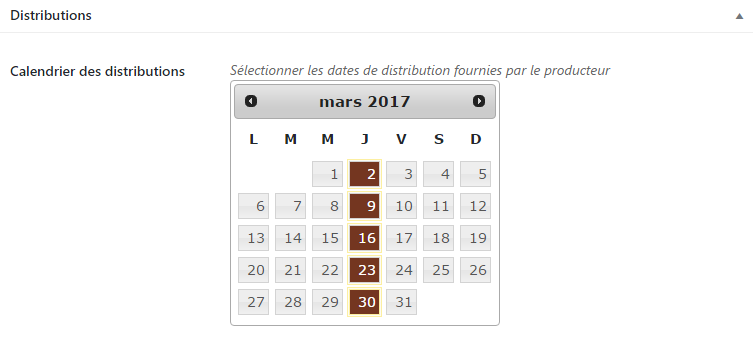 Distributions
Calendrier des distributions
Sélectionner les dates de distribution fournies par le producteur
mars 2017
L M M J V S D
1 2 3 4 5
6 7 8 9 10 11 12
13 14 15 16 17 18 19
20 21 22 23 24 25 26
27 28 29 30 31